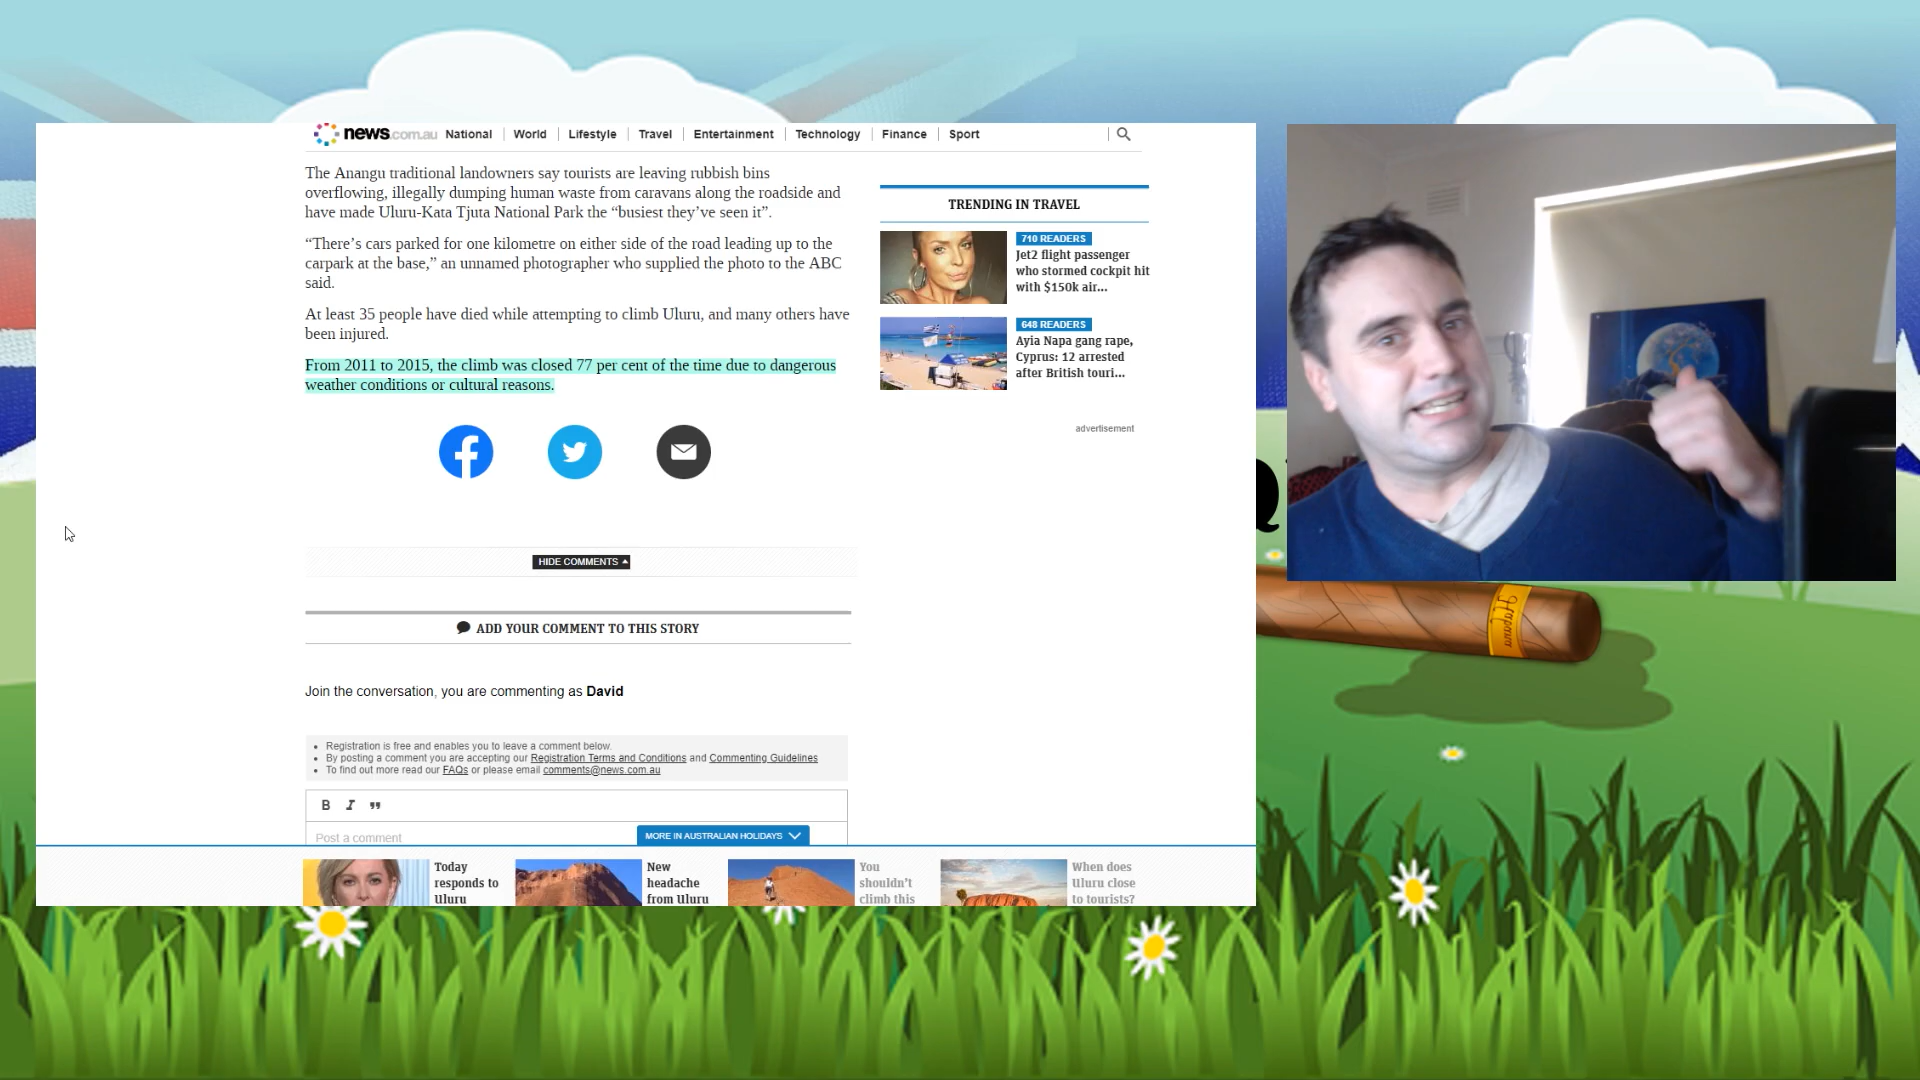 news.com.au National World Lifestyle Travel Entertainment Technology Finance Sport
The Anangu traditional landowners say tourists are leaving rubbish bins
overflowing, illegally dumping human waste from caravans along the roadside and
have made Uluru-Kata Tjuta National Park the “busiest they’ve seen it”.
“There’s cars parked for one kilometre on either side of the road leading up to the
carpark at the base,” an unnamed photographer who supplied the photo to the ABC
said.
At least 35 people have died while attempting to climb Uluru, and many others have
been injured.
From 2011 to 2015, the climb was closed 77 per cent of the time due to dangerous
weather conditions or cultural reasons.
HIDE COMMENTS
ADD YOUR COMMENT TO THIS STORY
Join the conversation, you are commenting as David
• Registration is free and enables you to leave a comment below.
• By posting a comment you are accepting our Registration Terms and Conditions and Commenting Guidelines
• To find out more read our FAQs or please email comments@news.com.au
B I
Post a comment
MORE IN AUSTRALIAN HOLIDAYS
Today
responds to
Uluru
New
headache
from Uluru
You
shouldn't
climb this
When does
Uluru close
to tourists?
TRENDING IN TRAVEL
710 READERS
Jet2 flight passenger
who stormed cockpit hit
with $150k air...
648 READERS
Ayia Napa gang rape,
Cyprus: 12 arrested
after British touri...
advertisement
Q
Havana